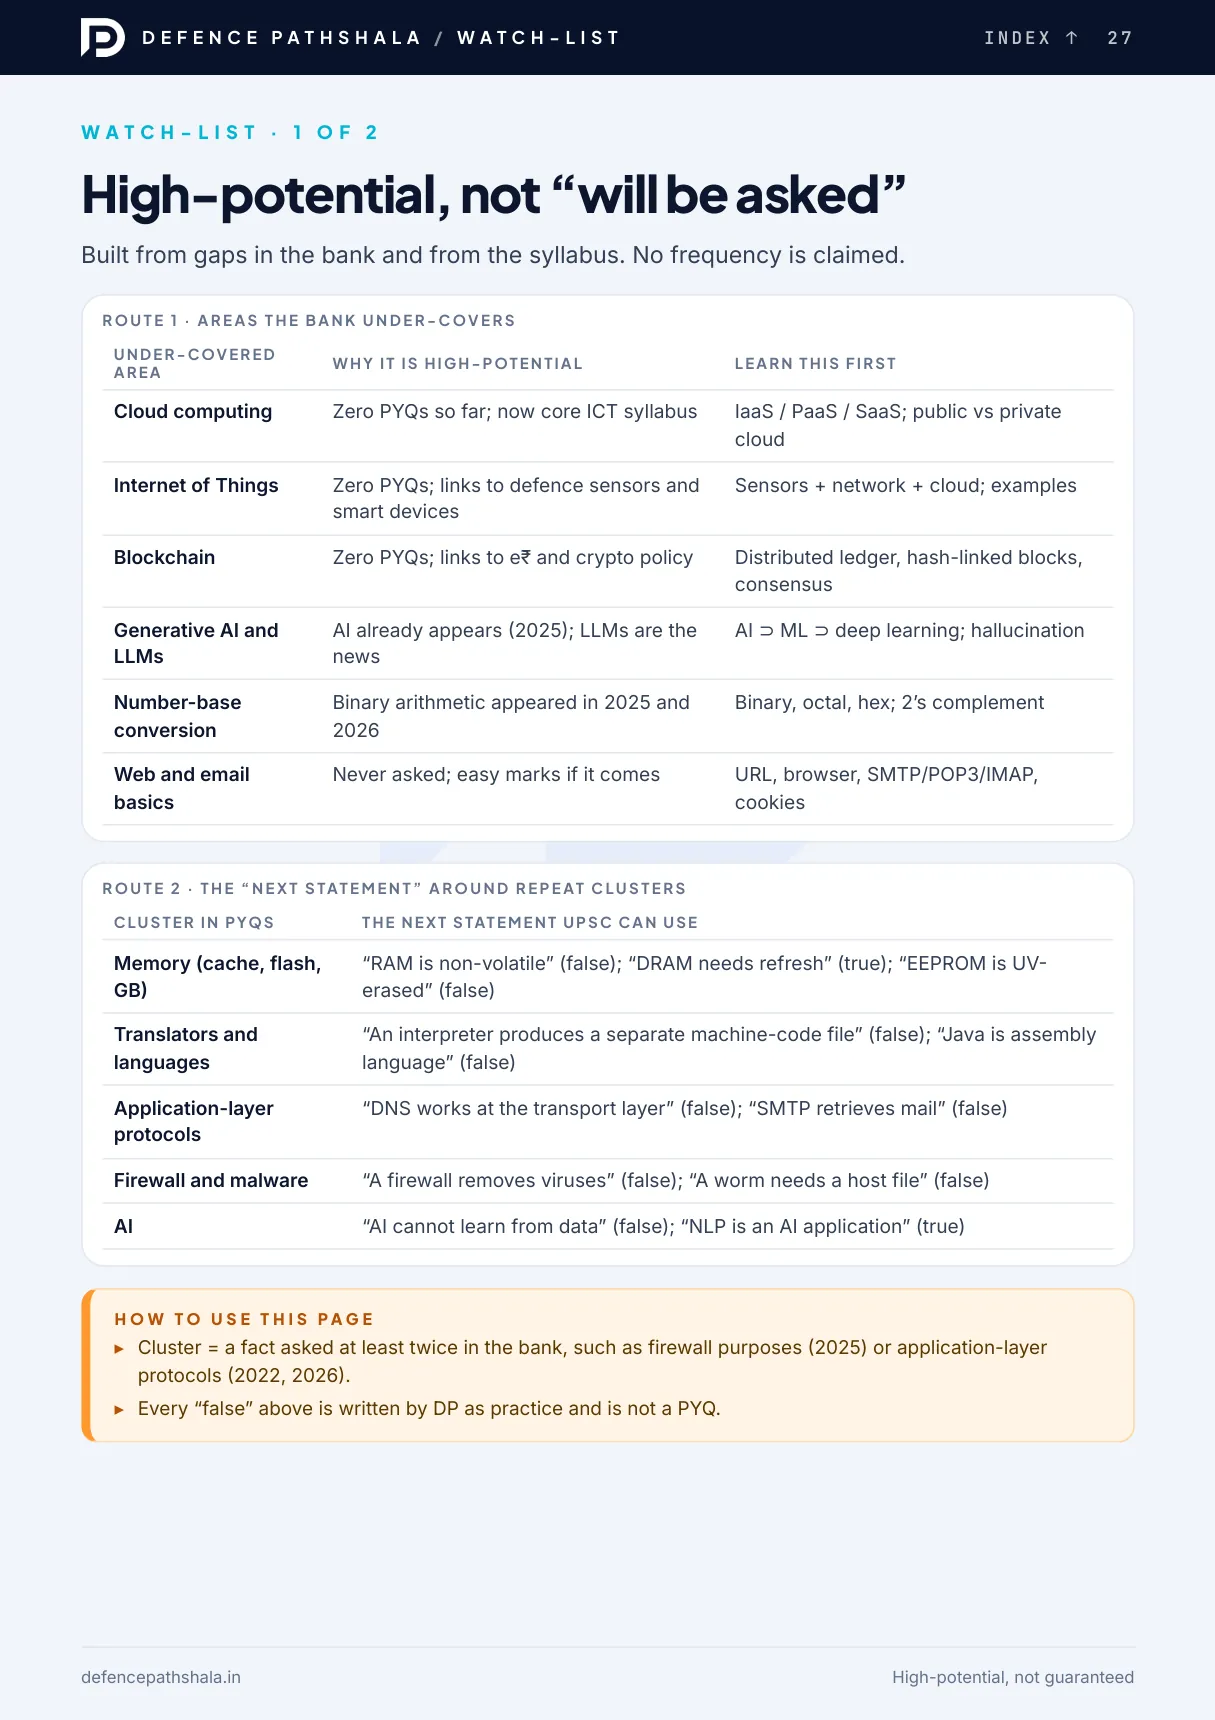 DEFENCE PATHSHALA / WATCH-LIST
INDEX ↑ 27
WATCH-LIST · 1 OF 2
High-potential, not “will be asked”
Built from gaps in the bank and from the syllabus. No frequency is claimed.
ROUTE 1 · AREAS THE BANK UNDER-COVERS
UNDER-COVERED
AREA
WHY IT IS HIGH-POTENTIAL
LEARN THIS FIRST
Cloud computing
Zero PYQs so far; now core ICT syllabus
IaaS / PaaS / SaaS; public vs private
cloud
Internet of Things
Zero PYQs; links to defence sensors and
smart devices
Sensors + network + cloud; examples
Blockchain
Zero PYQs; links to e₹ and crypto policy
Distributed ledger, hash-linked blocks,
consensus
Generative AI and
LLMs
AI already appears (2025); LLMs are the
news
AI ⊃ ML ⊃ deep learning; hallucination
Number-base
conversion
Binary arithmetic appeared in 2025 and
2026
Binary, octal, hex; 2’s complement
Web and email
basics
Never asked; easy marks if it comes
URL, browser, SMTP/POP3/IMAP,
cookies
ROUTE 2 · THE “NEXT STATEMENT” AROUND REPEAT CLUSTERS
CLUSTER IN PYQS
THE NEXT STATEMENT UPSC CAN USE
Memory (cache, flash,
GB)
“RAM is non-volatile” (false); “DRAM needs refresh” (true); “EEPROM is UV-
erased” (false)
Translators and
languages
“An interpreter produces a separate machine-code file” (false); “Java is assembly
language” (false)
Application-layer
protocols
“DNS works at the transport layer” (false); “SMTP retrieves mail” (false)
Firewall and malware
“A firewall removes viruses” (false); “A worm needs a host file” (false)
AI
“AI cannot learn from data” (false); “NLP is an AI application” (true)
HOW TO USE THIS PAGE
▸ Cluster = a fact asked at least twice in the bank, such as firewall purposes (2025) or application-layer
protocols (2022, 2026).
▸ Every “false” above is written by DP as practice and is not a PYQ.
defencepathshala.in
High-potential, not guaranteed